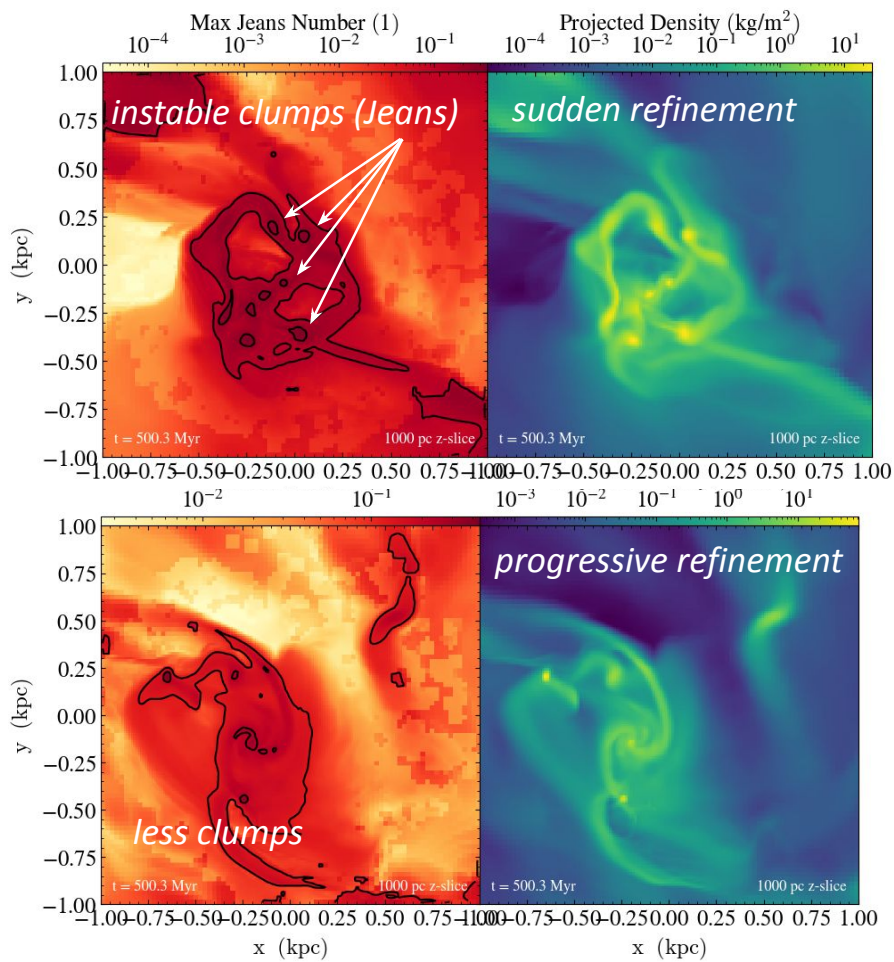 Max Jeans Number (1)
10⁻⁴ 10⁻³ 10⁻² 10⁻¹
Projected Density (kg/m²)
10⁻⁴ 10⁻³ 10⁻² 10⁻¹ 10⁰ 10¹
instable clumps (Jeans)
sudden refinement
1.00
0.75
0.50
0.25
0.00
−0.25
−0.50
−0.75
−1.00
y (kpc)
t = 500.3 Myr
1000 pc z-slice
t = 500.3 Myr
1000 pc z-slice
−1.00 −0.75 −0.50 −0.25 0.00 0.25 0.50 0.75 1.00
−1.00 −0.75 −0.50 −0.25 0.00 0.25 0.50 0.75 1.00
10⁻² 10⁻¹
10⁻³ 10⁻² 10⁻¹ 10⁰ 10¹
progressive refinement
less clumps
1.00
0.75
0.50
0.25
0.00
−0.25
−0.50
−0.75
−1.00
y (kpc)
t = 500.3 Myr
1000 pc z-slice
t = 500.3 Myr
1000 pc z-slice
−1.00 −0.75 −0.50 −0.25 0.00 0.25 0.50 0.75 1.00
−1.00 −0.75 −0.50 −0.25 0.00 0.25 0.50 0.75 1.00
x (kpc)
x (kpc)